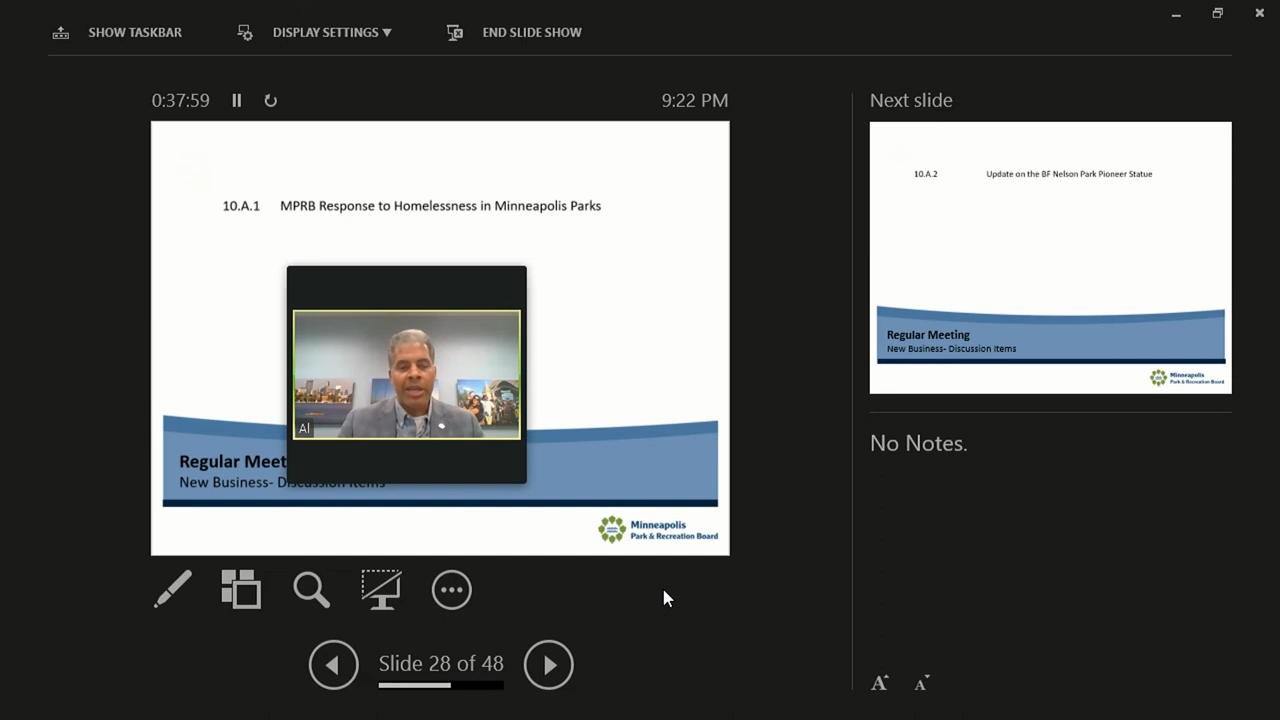 SHOW TASKBAR
DISPLAY SETTINGS ▼
END SLIDE SHOW
0:37:59
9:22 PM
10.A.1 MPRB Response to Homelessness in Minneapolis Parks
Al
Regular Meet
New Business- Discussion Items
Minneapolis
Park & Recreation Board
Slide 28 of 48
Next slide
10.A.2 Update on the BF Nelson Park Pioneer Statue
Regular Meeting
New Business- Discussion Items
Minneapolis
Park & Recreation Board
No Notes.
A A